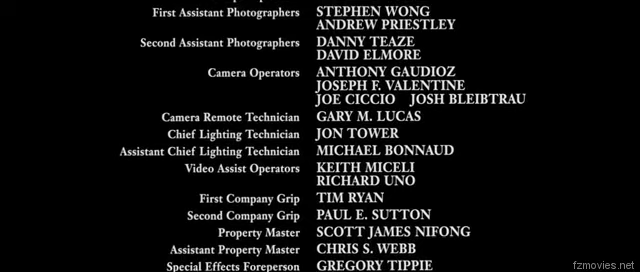 First Assistant Photographers STEPHEN WONG
ANDREW PRIESTLEY
Second Assistant Photographers DANNY TEAZE
DAVID ELMORE
Camera Operators ANTHONY GAUDIOZ
JOSEPH F. VALENTINE
JOE CICCIO JOSH BLEIBTRAU
Camera Remote Technician GARY M. LUCAS
Chief Lighting Technician JON TOWER
Assistant Chief Lighting Technician MICHAEL BONNAUD
Video Assist Operators KEITH MICELI
RICHARD UNO
First Company Grip TIM RYAN
Second Company Grip PAUL E. SUTTON
Property Master SCOTT JAMES NIFONG
Assistant Property Master CHRIS S. WEBB
Special Effects Foreperson GREGORY TIPPIE
fzmovies.net